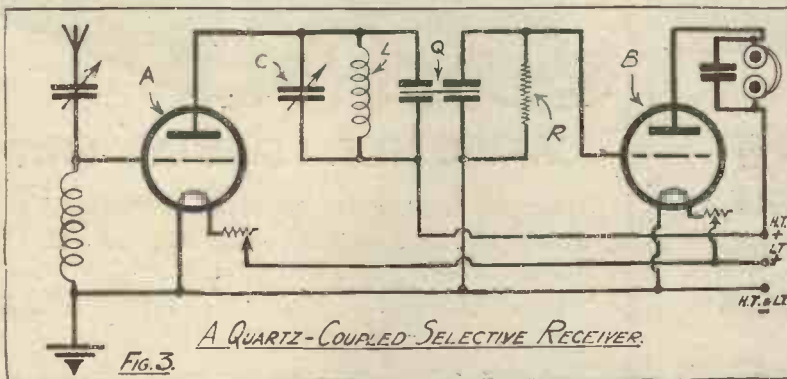 A
C
L
Q
R
B
H.T.
+
L.T
+
H.T. & L.T.
−
A QUARTZ-COUPLED SELECTIVE RECEIVER.
FIG. 3.